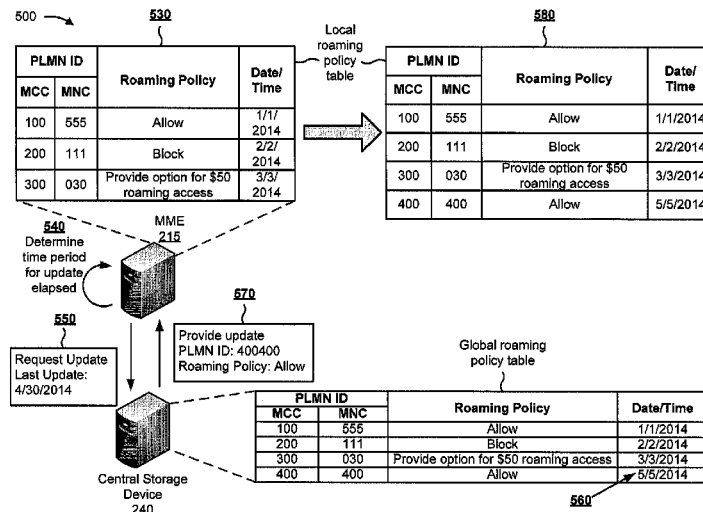 500
530
580
Local
roaming
policy
table
PLMN ID
Roaming Policy
Date/
Time
MCC
MNC
100 555 Allow 1/1/
2014
200 111 Block 2/2/
2014
300 030 Provide option for $50
roaming access 3/3/
2014
PLMN ID
Roaming Policy
Date/
Time
MCC
MNC
100 555 Allow 1/1/2014
200 111 Block 2/2/2014
300 030 Provide option for $50
roaming access 3/3/2014
400 400 Allow 5/5/2014
540
Determine
time period
for update
elapsed
MME
215
550
Request Update
Last Update:
4/30/2014
570
Provide update
PLMN ID: 400400
Roaming Policy: Allow
Central Storage
Device
240
Global roaming
policy table
PLMN ID
Roaming Policy
Date/Time
MCC
MNC
100 555 Allow 1/1/2014
200 111 Block 2/2/2014
300 030 Provide option for $50 roaming access 3/3/2014
400 400 Allow 5/5/2014
560